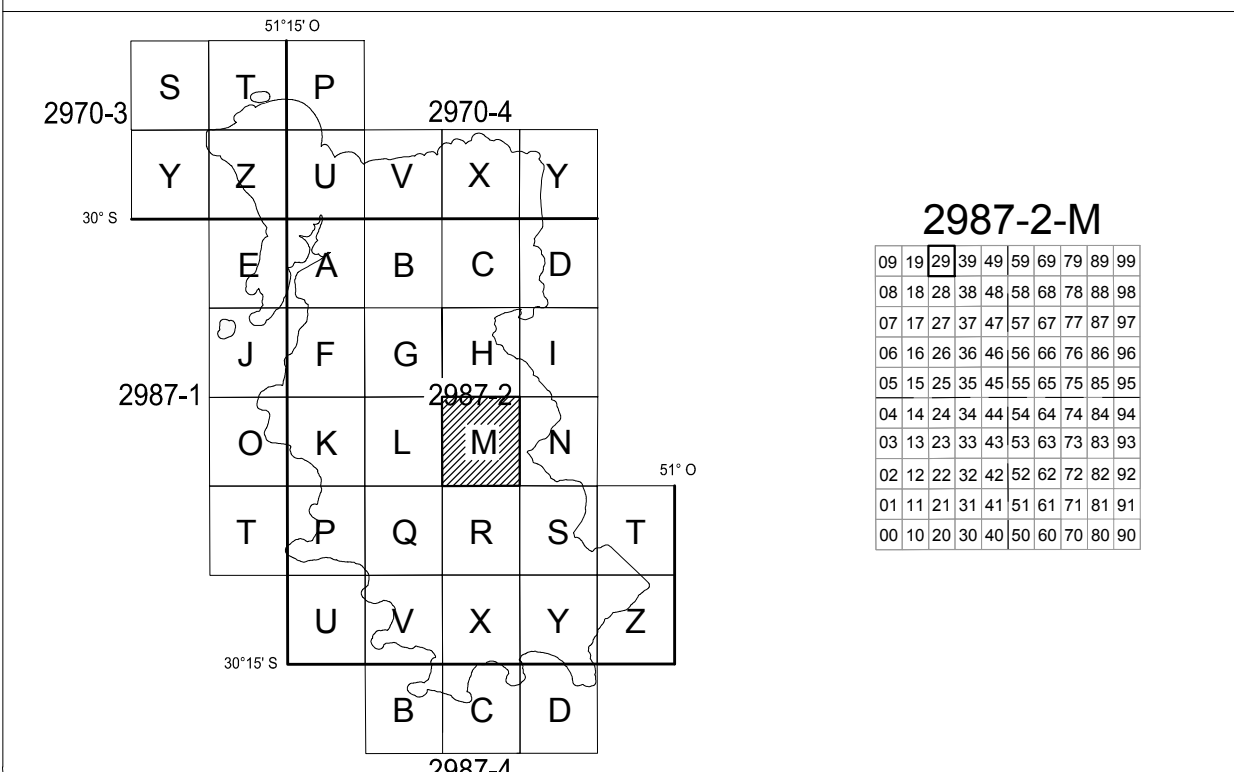 51°15' O
S T P
2970-3
2970-4
Y Z U V X Y
30° S
E A B C D
J F G H I
2987-1
2987-2
O K L M N
51° O
T P Q R S T
U V X Y Z
30°15' S
B C D
2987-4
2987-2-M
09 19 29 39 49 59 69 79 89 99
08 18 28 38 48 58 68 78 88 98
07 17 27 37 47 57 67 77 87 97
06 16 26 36 46 56 66 76 86 96
05 15 25 35 45 55 65 75 85 95
04 14 24 34 44 54 64 74 84 94
03 13 23 33 43 53 63 73 83 93
02 12 22 32 42 52 62 72 82 92
01 11 21 31 41 51 61 71 81 91
00 10 20 30 40 50 60 70 80 90